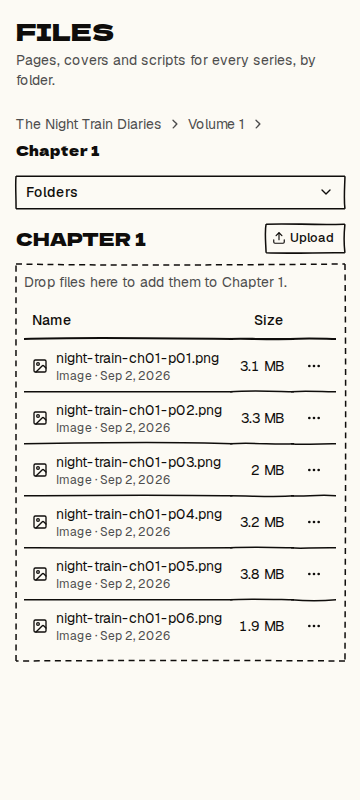 FILES
Pages, covers and scripts for every series, by
folder.
The Night Train Diaries > Volume 1 >
Chapter 1
Folders
CHAPTER 1
Upload
Drop files here to add them to Chapter 1.
Name Size
night-train-ch01-p01.png 3.1 MB
Image · Sep 2, 2026
night-train-ch01-p02.png 3.3 MB
Image · Sep 2, 2026
night-train-ch01-p03.png 2 MB
Image · Sep 2, 2026
night-train-ch01-p04.png 3.2 MB
Image · Sep 2, 2026
night-train-ch01-p05.png 3.8 MB
Image · Sep 2, 2026
night-train-ch01-p06.png 1.9 MB
Image · Sep 2, 2026